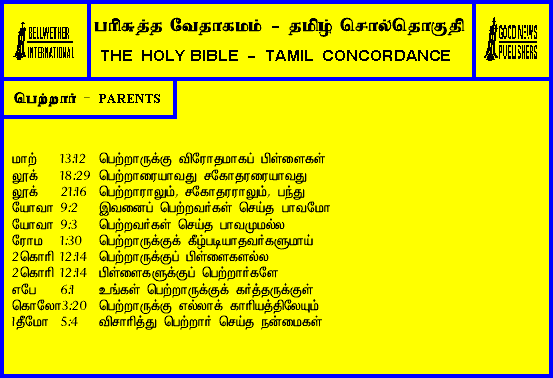 BELLWETHER
INTERNATIONAL
பரிசுத்த வேதாகமம் - தமிழ் சொல்தொகுதி
THE HOLY BIBLE - TAMIL CONCORDANCE
GOOD NEWS
PUBLISHERS
பெற்றார் - PARENTS
மாற் 13:12 பெற்றாருக்கு விரோதமாகப் பிள்ளைகள்
லூக் 18:29 பெற்றாரையாவது சகோதரரையாவது
லூக் 21:16 பெற்றாராலும், சகோதரராலும், பந்து
யோவா 9:2 இவனைப் பெற்றவர்கள் செய்த பாவமோ
யோவா 9:3 பெற்றவர்கள் செய்த பாவமுமல்ல
ரோம 1:30 பெற்றாருக்குக் கீழ்படியாதவர்களுமாய்
2கொரி 12:14 பெற்றாருக்குப் பிள்ளைகளல்ல
2கொரி 12:14 பிள்ளைகளுக்குப் பெற்றார்களே
எபே 6:1 உங்கள் பெற்றாருக்குக் கர்த்தருக்குள்
கொலோ3:20 பெற்றாருக்கு எல்லாக் காரியத்திலேயும்
1தீமோ 5:4 விசாரித்து பெற்றார் செய்த நன்மைகள்